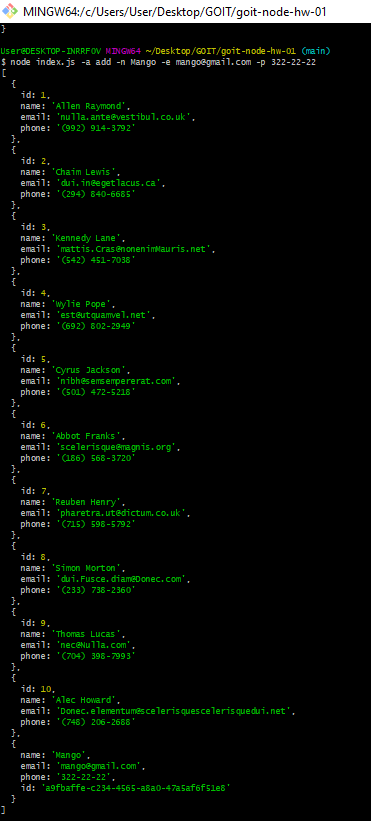 MINGW64:/c/Users/User/Desktop/GOIT/goit-node-hw-01
}
User@DESKTOP-INRRF0V MINGW64 ~/Desktop/GOIT/goit-node-hw-01 (main)
$ node index.js -a add -n Mango -e mango@gmail.com -p 322-22-22
[
  {
    id: 1,
    name: 'Allen Raymond',
    email: 'nulla.ante@vestibul.co.uk',
    phone: '(992) 914-3792'
  },
  {
    id: 2,
    name: 'Chaim Lewis',
    email: 'dui.in@egetlacus.ca',
    phone: '(294) 840-6685'
  },
  {
    id: 3,
    name: 'Kennedy Lane',
    email: 'mattis.Cras@nonenimMauris.net',
    phone: '(542) 451-7038'
  },
  {
    id: 4,
    name: 'Wylie Pope',
    email: 'est@utquamvel.net',
    phone: '(692) 802-2949'
  },
  {
    id: 5,
    name: 'Cyrus Jackson',
    email: 'nibh@semsempererat.com',
    phone: '(501) 472-5218'
  },
  {
    id: 6,
    name: 'Abbot Franks',
    email: 'scelerisque@magnis.org',
    phone: '(186) 568-3720'
  },
  {
    id: 7,
    name: 'Reuben Henry',
    email: 'pharetra.ut@dictum.co.uk',
    phone: '(715) 598-5792'
  },
  {
    id: 8,
    name: 'Simon Morton',
    email: 'dui.Fusce.diam@Donec.com',
    phone: '(233) 738-2360'
  },
  {
    id: 9,
    name: 'Thomas Lucas',
    email: 'nec@Nulla.com',
    phone: '(704) 398-7993'
  },
  {
    id: 10,
    name: 'Alec Howard',
    email: 'Donec.elementum@scelerisquescelerisquedui.net',
    phone: '(748) 206-2688'
  },
  {
    name: 'Mango',
    email: 'mango@gmail.com',
    phone: '322-22-22',
    id: 'a9fbaffe-c234-4565-a8a0-47a5af6f51e8'
  }
]